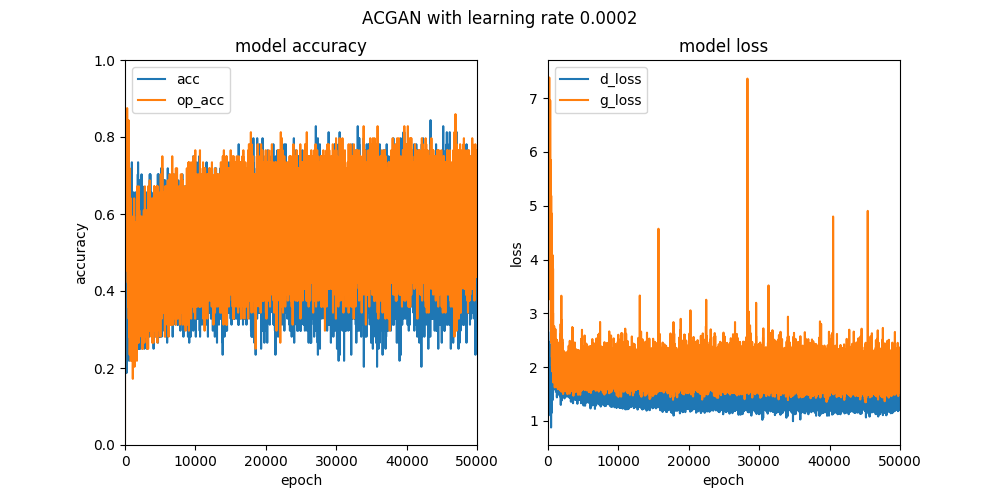 ACGAN with learning rate 0.0002
model accuracy
acc
op_acc
1.0
0.8
0.6
0.4
0.2
0.0
accuracy
0
10000
20000
30000
40000
50000
epoch
model loss
d_loss
g_loss
7
6
5
4
3
2
1
loss
0
10000
20000
30000
40000
50000
epoch